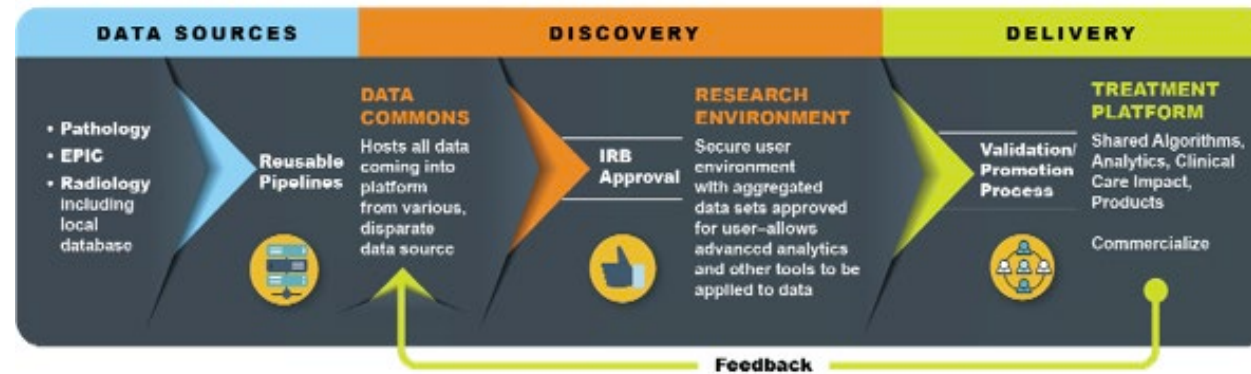 DATA SOURCES
DISCOVERY
DELIVERY
• Pathology
• EPIC
• Radiology
including
local
database
Reusable
Pipelines
DATA
COMMONS
Hosts all data
coming into
platform
from various,
disparate
data source
IRB
Approval
RESEARCH
ENVIRONMENT
Secure user
environment
with aggregated
data sets approved
for user–allows
advanced analytics
and other tools to be
applied to data
Validation/
Promotion
Process
TREATMENT
PLATFORM
Shared Algorithms,
Analytics, Clinical
Care Impact,
Products
Commercialize
Feedback